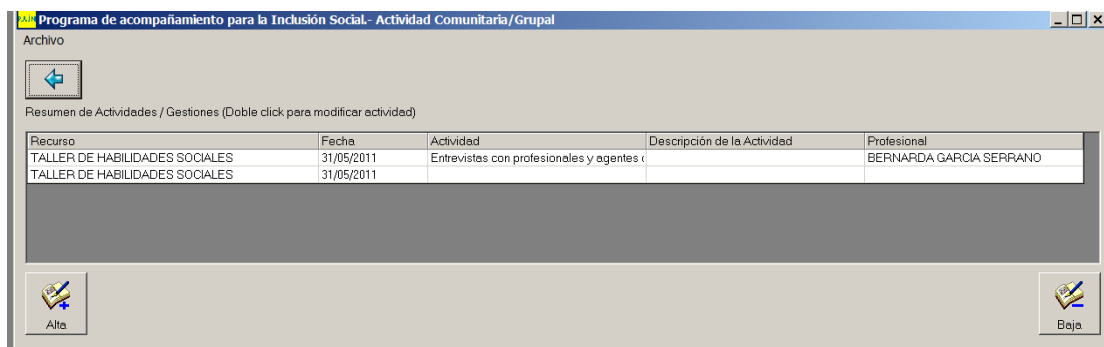 P.A.IN Programa de acompañamiento para la Inclusión Social.- Actividad Comunitaria/Grupal
Archivo
Resumen de Actividades / Gestiones (Doble click para modificar actividad)
Recurso Fecha Actividad Descripción de la Actividad Profesional
TALLER DE HABILIDADES SOCIALES 31/05/2011 Entrevistas con profesionales y agentes BERNARDA GARCIA SERRANO
TALLER DE HABILIDADES SOCIALES 31/05/2011
Alta Baja